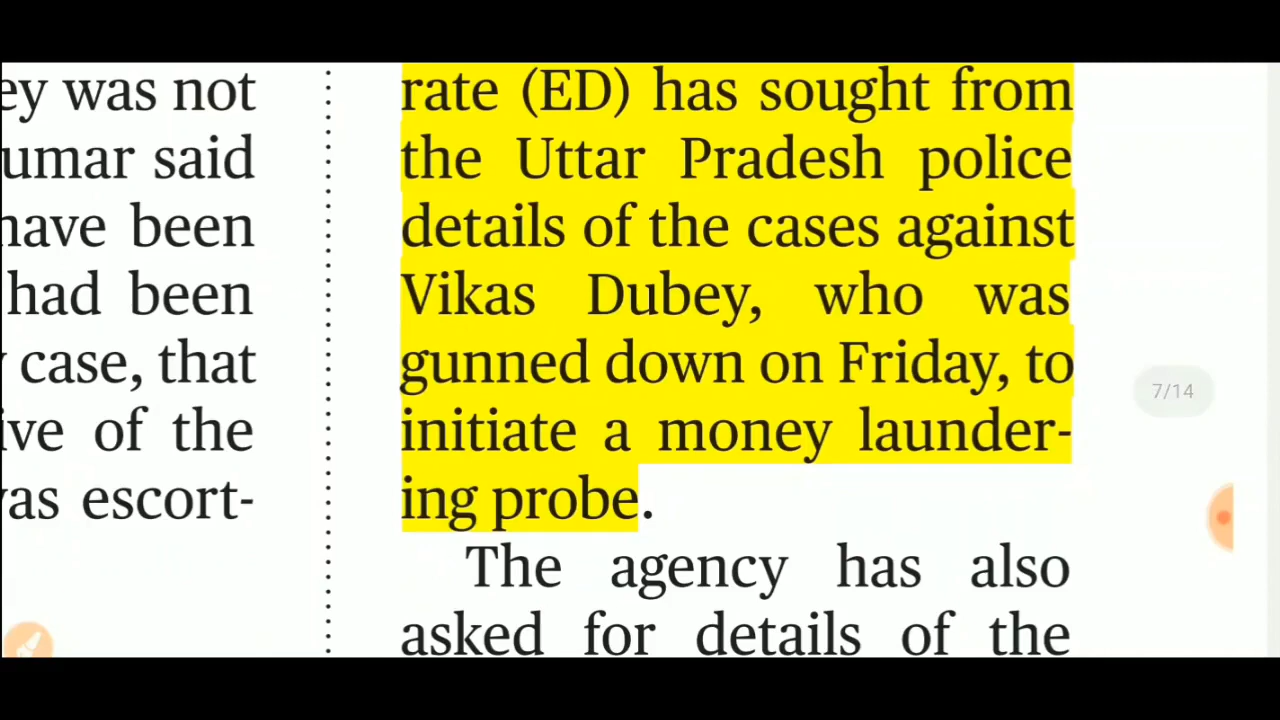 ey was not
umar said
have been
had been
case, that
ive of the
was escort-
rate (ED) has sought from
the Uttar Pradesh police
details of the cases against
Vikas Dubey, who was
gunned down on Friday, to
initiate a money launder-
ing probe.
The agency has also
asked for details of the
7/14